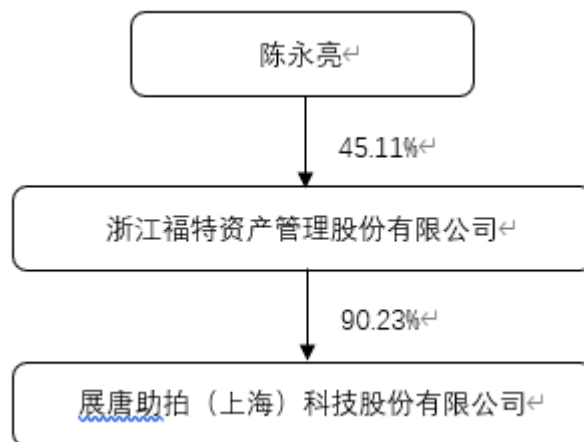 陈永亮
45.11%
浙江福特资产管理股份有限公司
90.23%
展唐助拍（上海）科技股份有限公司